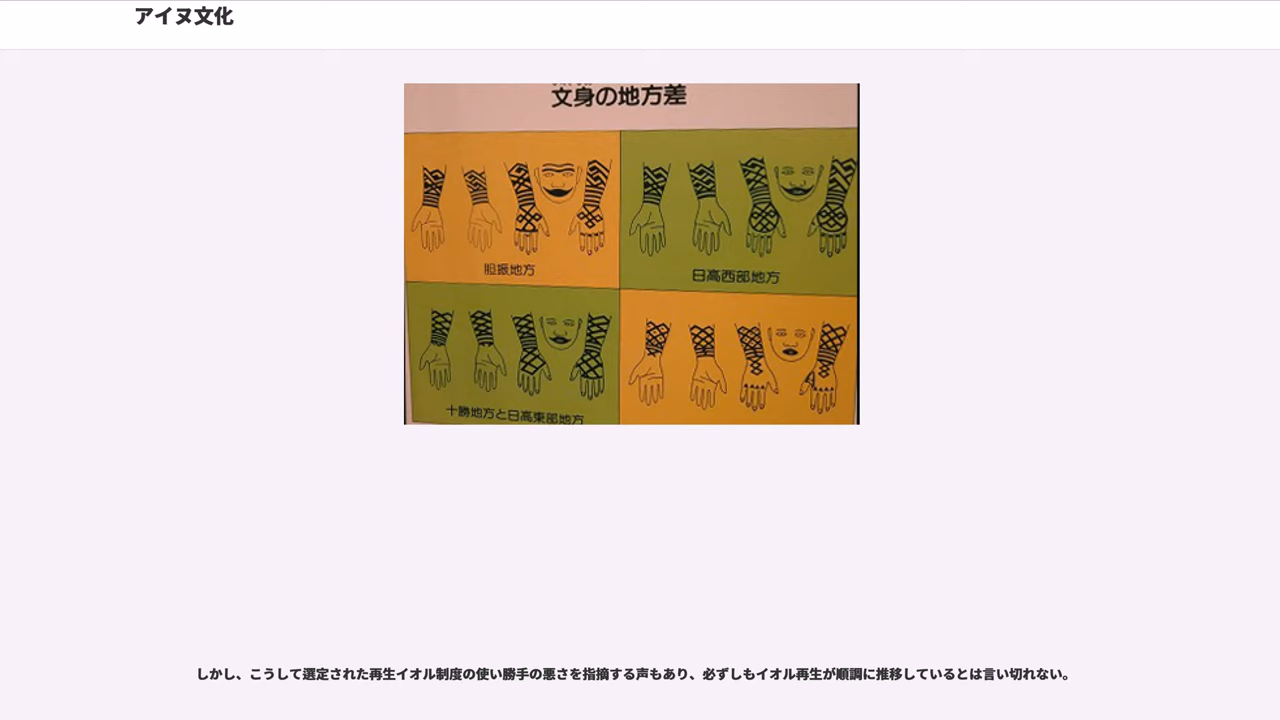 アイヌ文化
文身の地方差
胆振地方
日高西部地方
十勝地方と日高東部地方
しかし、こうして選定された再生イオル制度の使い勝手の悪さを指摘する声もあり、必ずしもイオル再生が順調に推移しているとは言い切れない。